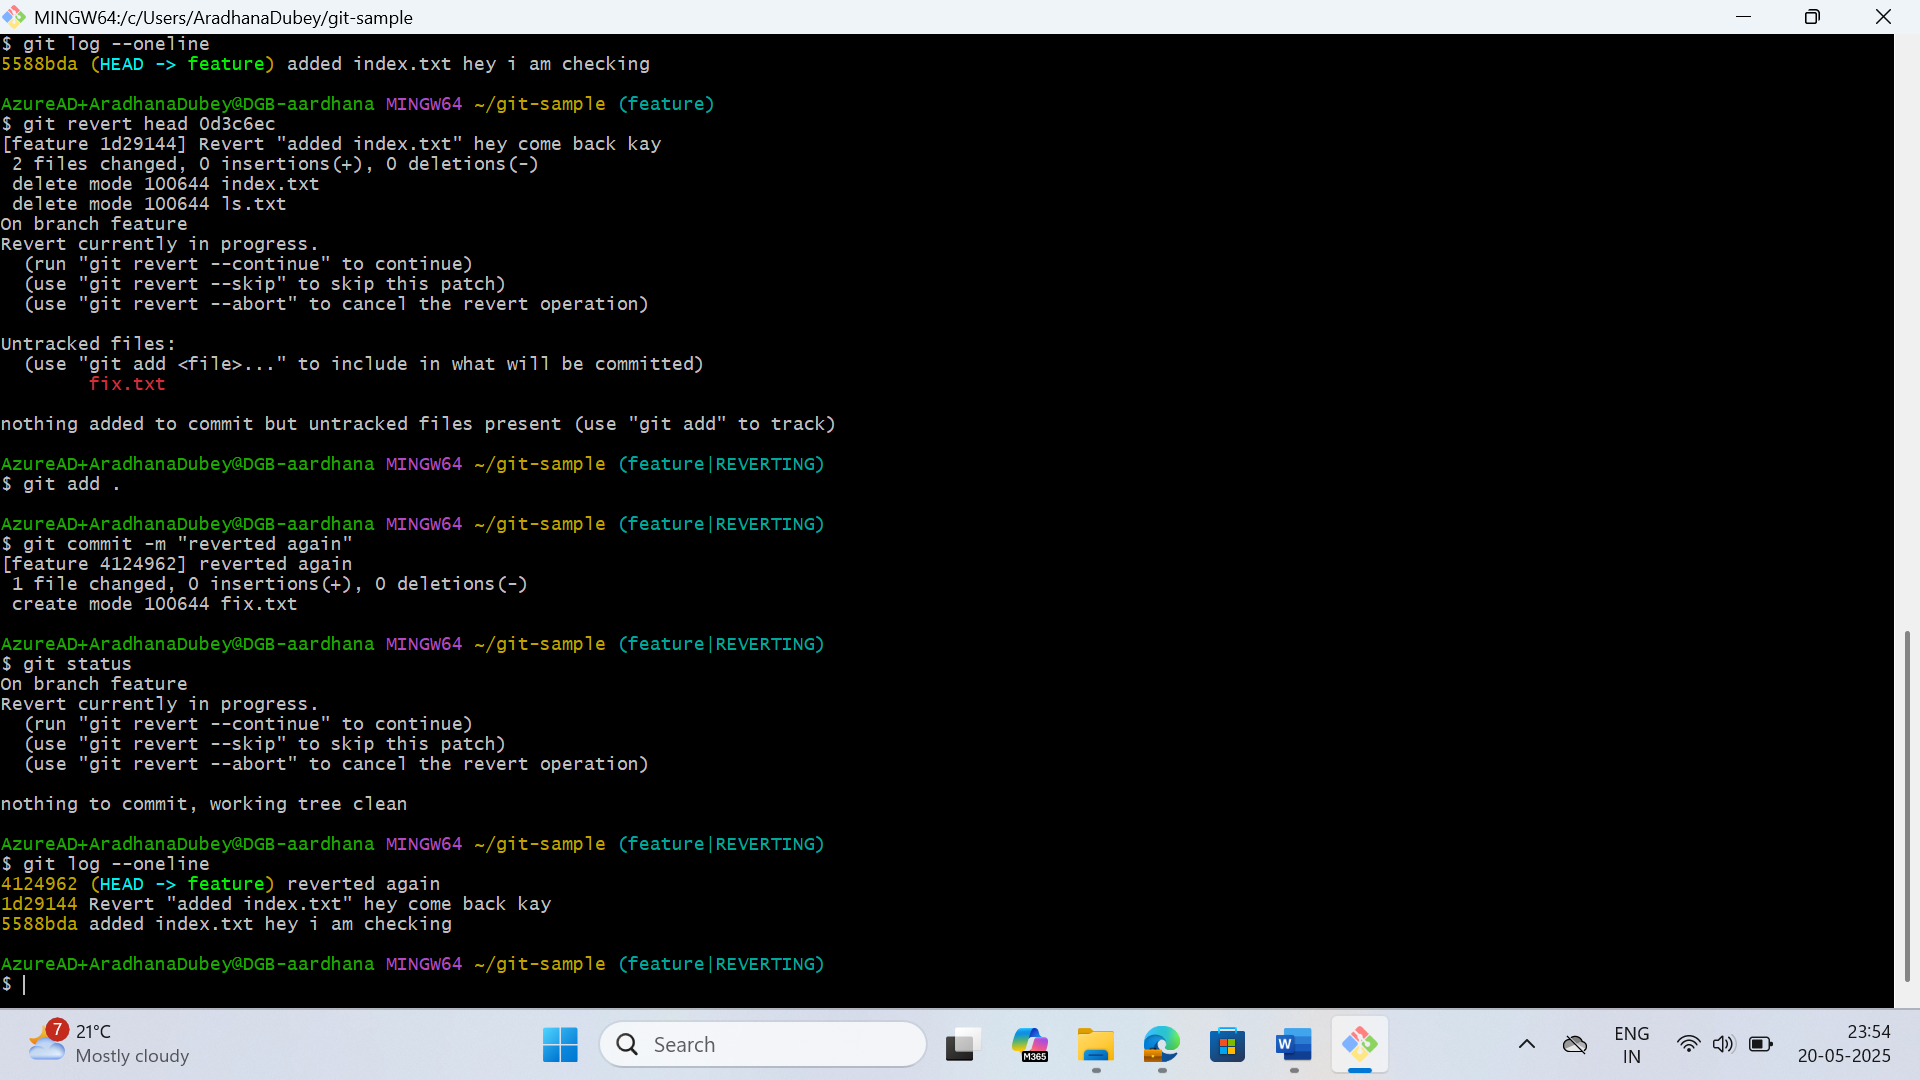 MINGW64:/c/Users/AradhanaDubey/git-sample
$ git log --oneline
5588bda (HEAD -> feature) added index.txt hey i am checking
AzureAD+AradhanaDubey@DGB-aardhana MINGW64 ~/git-sample (feature)
$ git revert head 0d3c6ec
[feature 1d29144] Revert "added index.txt" hey come back kay
 2 files changed, 0 insertions(+), 0 deletions(-)
 delete mode 100644 index.txt
 delete mode 100644 ls.txt
On branch feature
Revert currently in progress.
  (run "git revert --continue" to continue)
  (use "git revert --skip" to skip this patch)
  (use "git revert --abort" to cancel the revert operation)
Untracked files:
  (use "git add <file>..." to include in what will be committed)
        fix.txt
nothing added to commit but untracked files present (use "git add" to track)
AzureAD+AradhanaDubey@DGB-aardhana MINGW64 ~/git-sample (feature|REVERTING)
$ git add .
AzureAD+AradhanaDubey@DGB-aardhana MINGW64 ~/git-sample (feature|REVERTING)
$ git commit -m "reverted again"
[feature 4124962] reverted again
 1 file changed, 0 insertions(+), 0 deletions(-)
 create mode 100644 fix.txt
AzureAD+AradhanaDubey@DGB-aardhana MINGW64 ~/git-sample (feature|REVERTING)
$ git status
On branch feature
Revert currently in progress.
  (run "git revert --continue" to continue)
  (use "git revert --skip" to skip this patch)
  (use "git revert --abort" to cancel the revert operation)
nothing to commit, working tree clean
AzureAD+AradhanaDubey@DGB-aardhana MINGW64 ~/git-sample (feature|REVERTING)
$ git log --oneline
4124962 (HEAD -> feature) reverted again
1d29144 Revert "added index.txt" hey come back kay
5588bda added index.txt hey i am checking
AzureAD+AradhanaDubey@DGB-aardhana MINGW64 ~/git-sample (feature|REVERTING)
$
7
21°C
Mostly cloudy
Search
M365
W
ENG
IN
23:54
20-05-2025